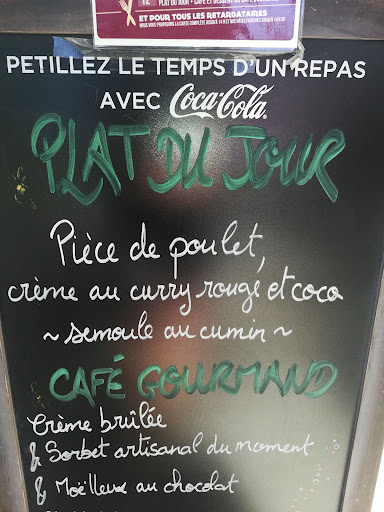 PLAT DU JOUR + CAFÉ
ET POUR TOUS LES RETARDATAIRES
PETILLEZ LE TEMPS D'UN REPAS
AVEC Coca-Cola
PLAT DU JOUR
Pièce de poulet,
crème au curry rouge et coco
~ semoule au cumin ~
CAFÉ GOURMAND
Crème brûlée
& Sorbet artisanal du moment
& Moëlleux au chocolat